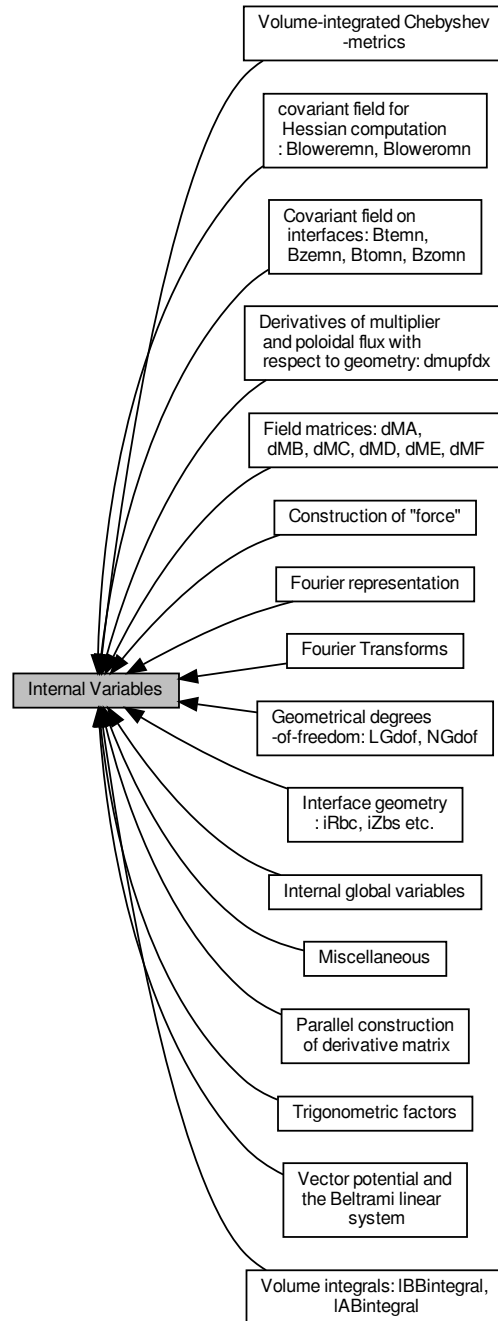 Volume-integrated Chebyshev
-metrics
covariant field for
Hessian computation
: Bloweremn, Bloweromn
Covariant field on
interfaces: Btemn,
Bzemn, Btomn, Bzomn
Derivatives of multiplier
and poloidal flux with
respect to geometry: dmupfdx
Field matrices: dMA,
dMB, dMC, dMD, dME, dMF
Construction of "force"
Fourier representation
Fourier Transforms
Internal Variables
Geometrical degrees
-of-freedom: LGdof, NGdof
Interface geometry
: iRbc, iZbs etc.
Internal global variables
Miscellaneous
Parallel construction
of derivative matrix
Trigonometric factors
Vector potential and
the Beltrami linear
system
Volume integrals: lBBintegral,
lABintegral